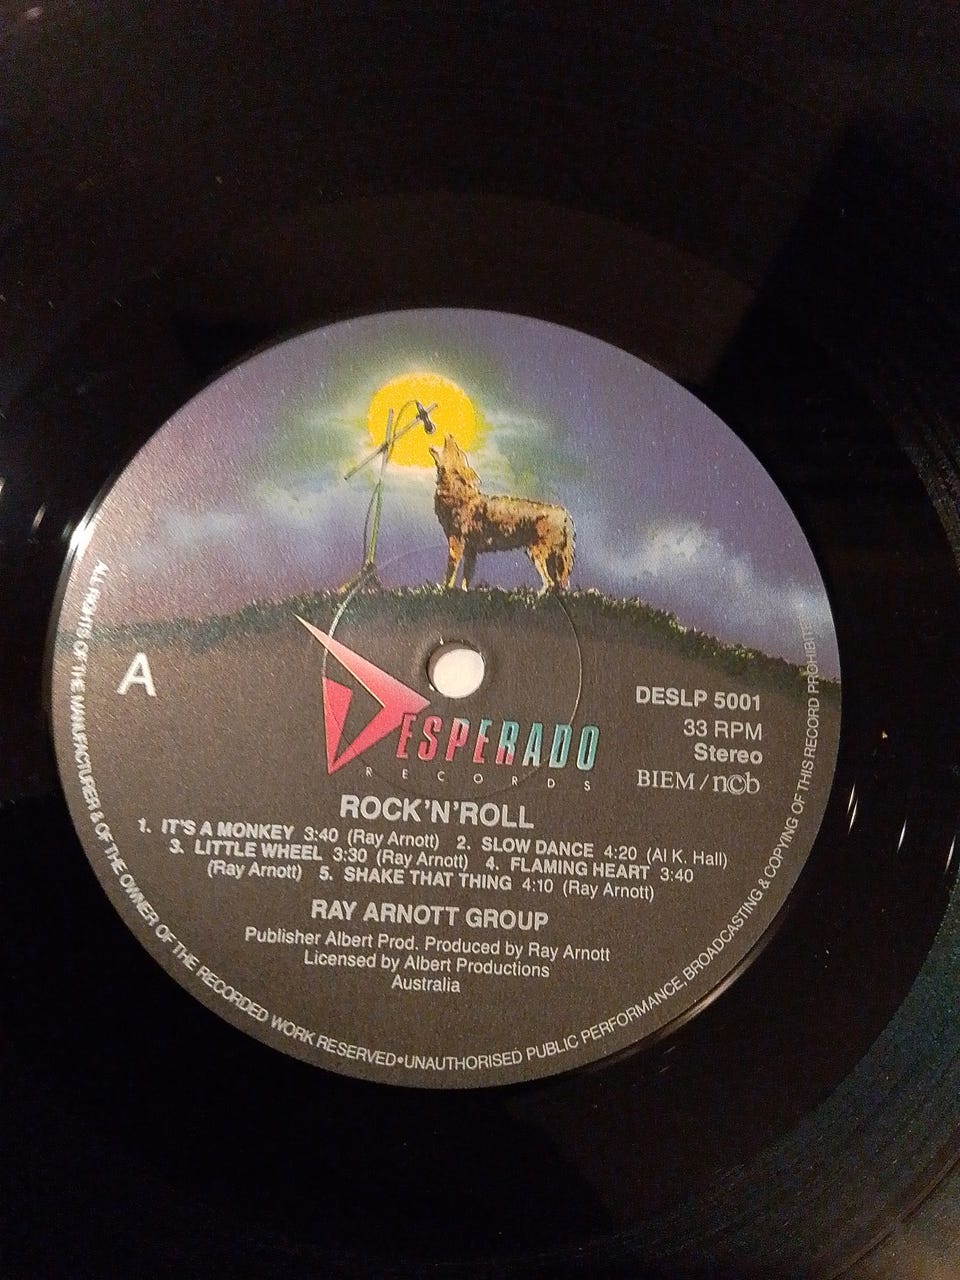 A
DESLP 5001
33 RPM
Stereo
BIEM/n©b
DESPERADO
RECORDS
ROCK'N'ROLL
1. IT'S A MONKEY 3:40 (Ray Arnott) 2. SLOW DANCE 4:20 (Al K. Hall)
3. LITTLE WHEEL 3:30 (Ray Arnott) 4. FLAMING HEART 3:40
(Ray Arnott) 5. SHAKE THAT THING 4:10 (Ray Arnott)
RAY ARNOTT GROUP
Publisher Albert Prod. Produced by Ray Arnott
Licensed by Albert Productions
Australia
ALL RIGHTS OF THE MANUFACTURER & OF THE OWNER OF THE RECORDED WORK RESERVED•UNAUTHORISED PUBLIC PERFORMANCE, BROADCASTING & COPYING OF THIS RECORD PROHIBITED